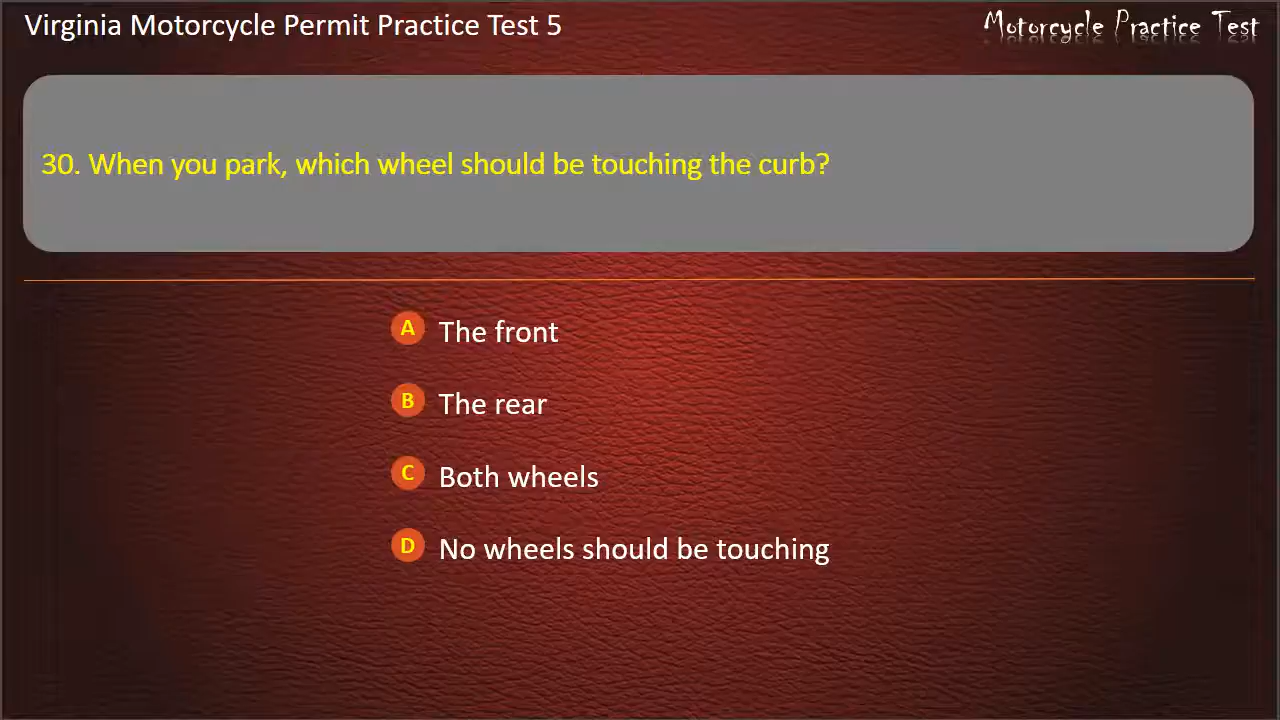 Virginia Motorcycle Permit Practice Test 5
Motorcycle Practice Test
30. When you park, which wheel should be touching the curb?
A The front
B The rear
C Both wheels
D No wheels should be touching